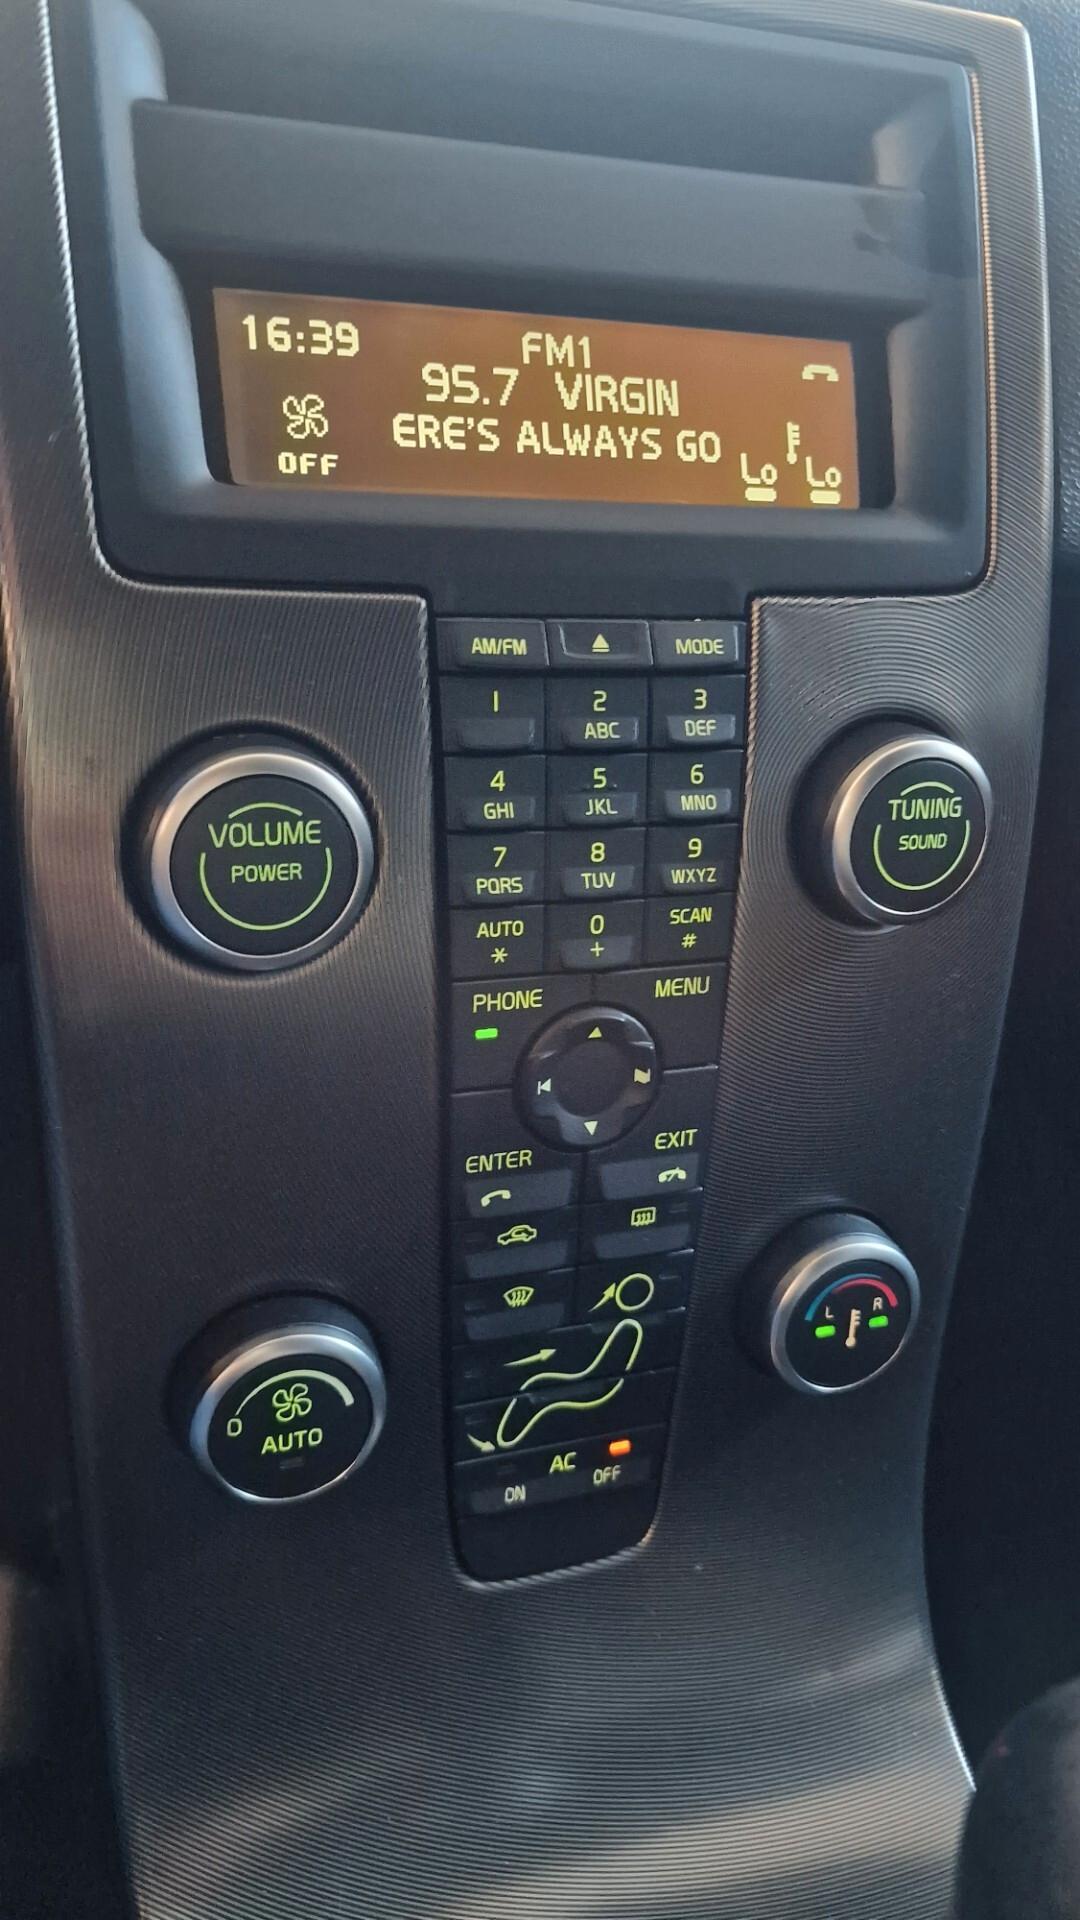 16:39
FM1
95.7 VIRGIN
ERE'S ALWAYS GO
OFF
Lo Lo
AM/FM
MODE
1
2
ABC
3
DEF
4
GHI
5
JKL
6
MNO
7
PQRS
8
TUV
9
WXYZ
AUTO
*
0
+
SCAN
#
VOLUME
POWER
TUNING
SOUND
PHONE
MENU
ENTER
EXIT
L R
0
AUTO
AC
ON
OFF